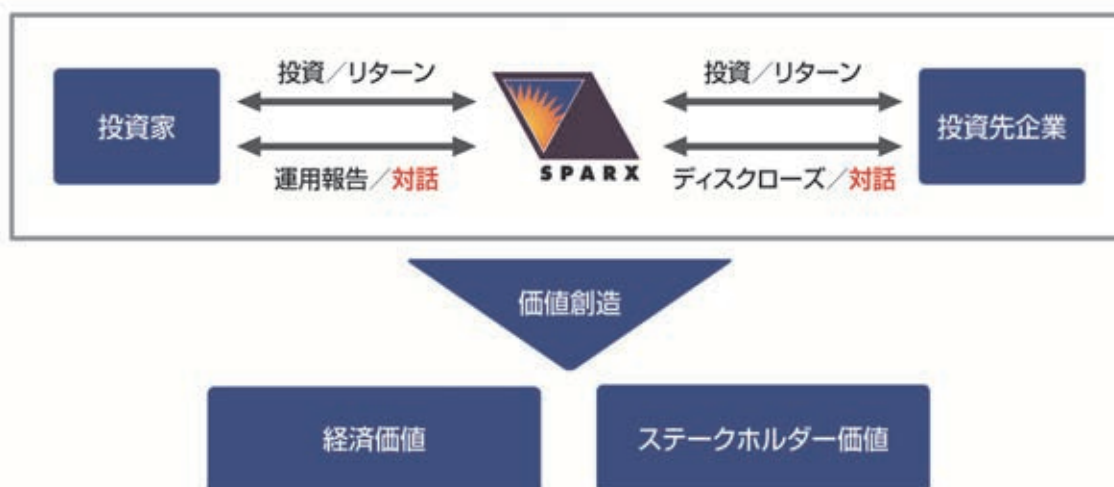 投資家
投資／リターン
運用報告／対話
SPARX
投資／リターン
ディスクローズ／対話
投資先企業
価値創造
経済価値
ステークホルダー価値